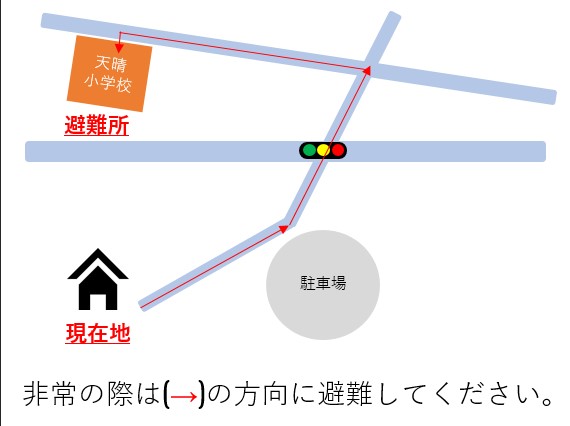 天晴
小学校
避難所
駐車場
現在地
非常の際は(→)の方向に避難してください。